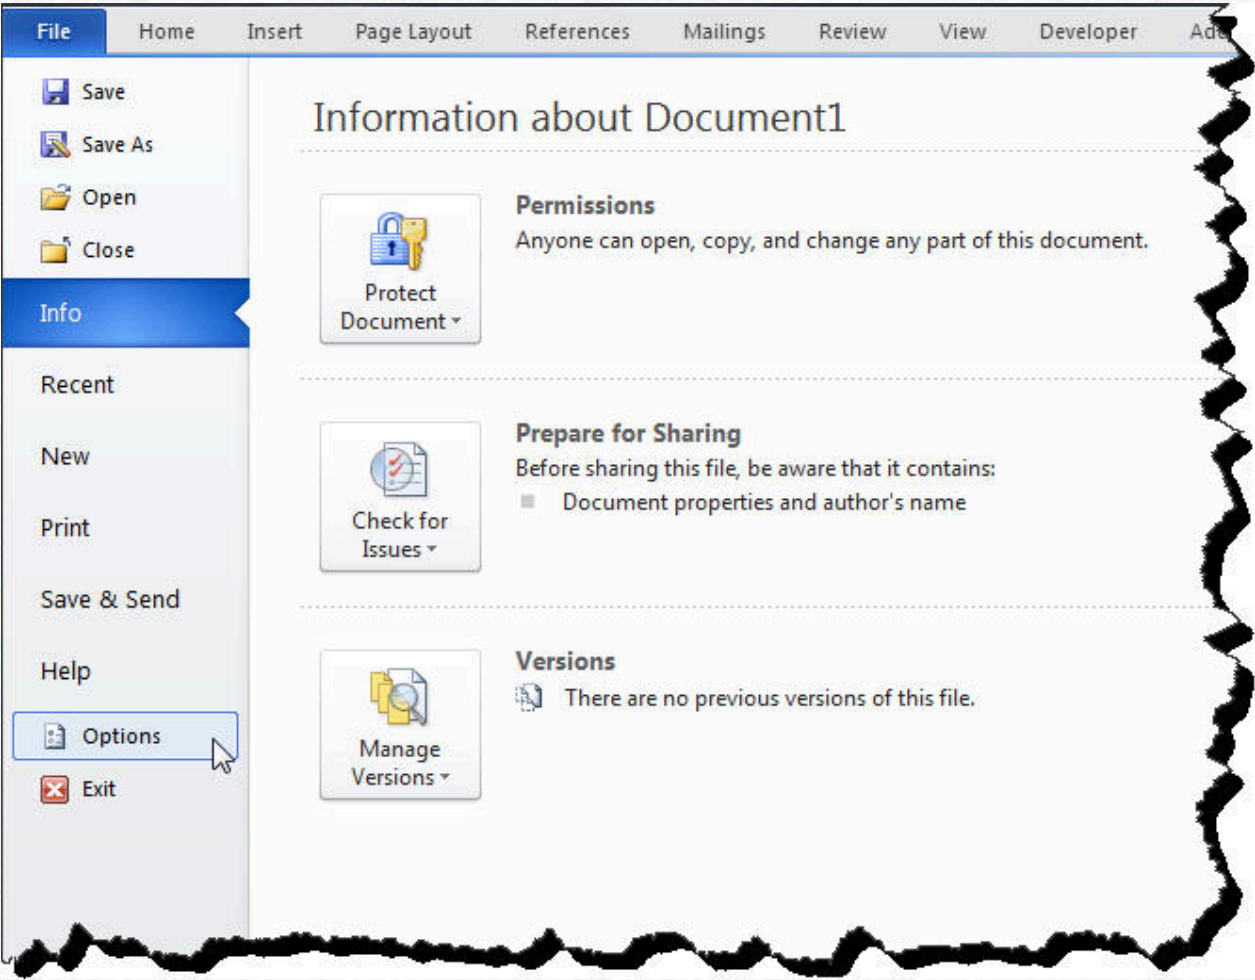 File Home Insert Page Layout References Mailings Review View Developer
Save
Save As
Open
Close
Info
Recent
New
Print
Save & Send
Help
Options
Exit
Information about Document1
Protect
Document
Permissions
Anyone can open, copy, and change any part of this document.
Check for
Issues
Prepare for Sharing
Before sharing this file, be aware that it contains:
Document properties and author's name
Manage
Versions
Versions
There are no previous versions of this file.